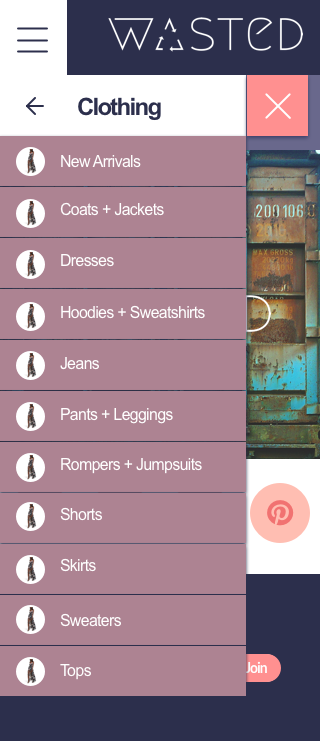 WASTED
Clothing
New Arrivals
200106
Coats + Jackets
MAX.GROSS
Dresses
Hoodies + Sweatshirts
Jeans
Pants + Leggings
Rompers + Jumpsuits
Shorts
Skirts
Sweaters
Join
Tops